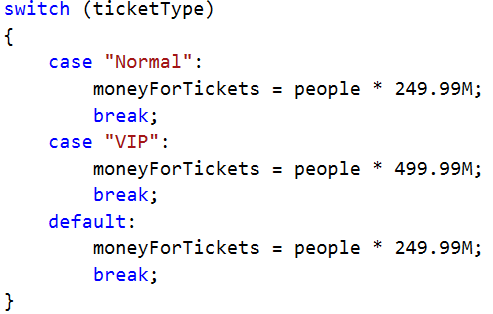 switch (ticketType)
{
    case "Normal":
        moneyForTickets = people * 249.99M;
        break;
    case "VIP":
        moneyForTickets = people * 499.99M;
        break;
    default:
        moneyForTickets = people * 249.99M;
        break;
}